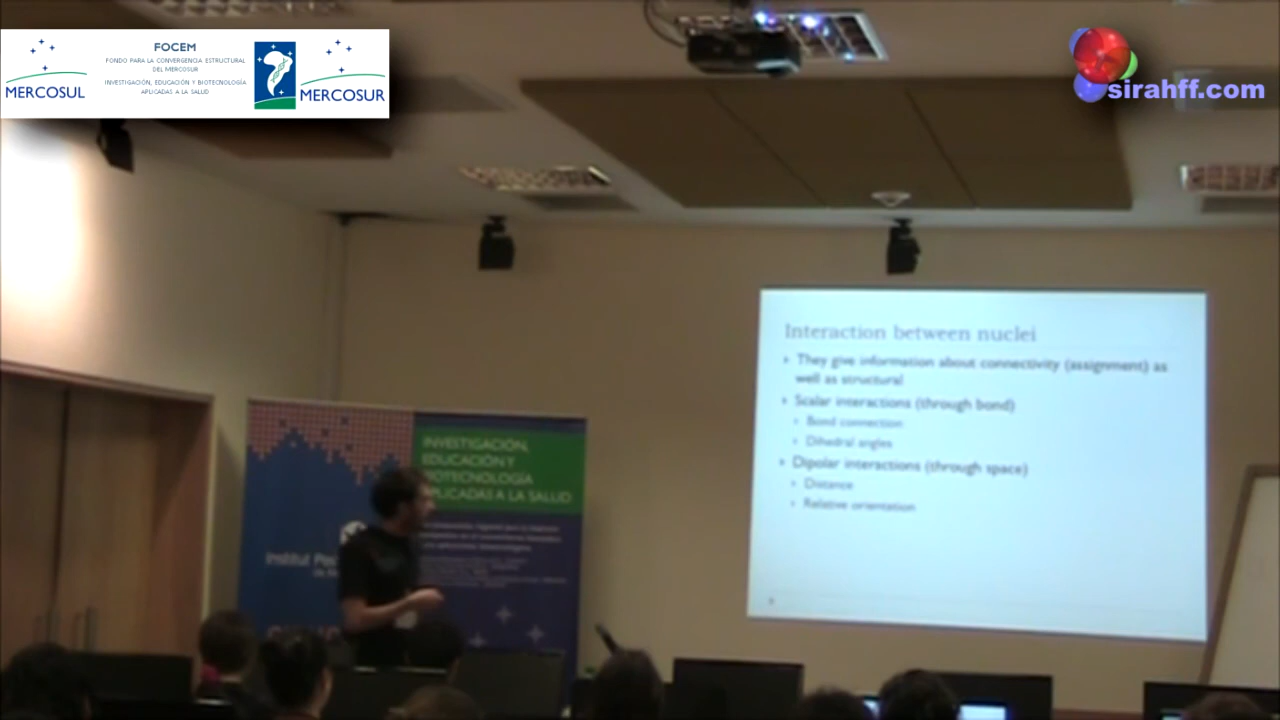 FOCEM
FONDO PARA LA CONVERGENCIA ESTRUCTURAL
DEL MERCOSUR
INVESTIGACIÓN, EDUCACIÓN Y BIOTECNOLOGÍA
APLICADAS A LA SALUD
MERCOSUL
MERCOSUR
sirahff.com
Interaction between nuclei
They give information about connectivity (assignment) as
well as structural
Scalar interactions (through bond)
Bond connection
Dihedral angles
Dipolar interactions (through space)
Distance
Relative orientation
INVESTIGACIÓN,
EDUCACIÓN Y
BIOTECNOLOGÍA
APLICADAS A LA SALUD
Institut